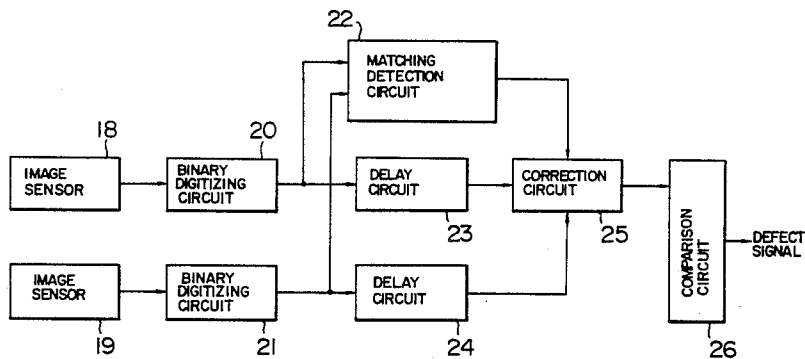 22
MATCHING
DETECTION
CIRCUIT
18
IMAGE
SENSOR
20
BINARY
DIGITIZING
CIRCUIT
DELAY
CIRCUIT
23
CORRECTION
CIRCUIT
25
COMPARISON
CIRCUIT
26
DEFECT
SIGNAL
IMAGE
SENSOR
19
BINARY
DIGITIZING
CIRCUIT
21
DELAY
CIRCUIT
24